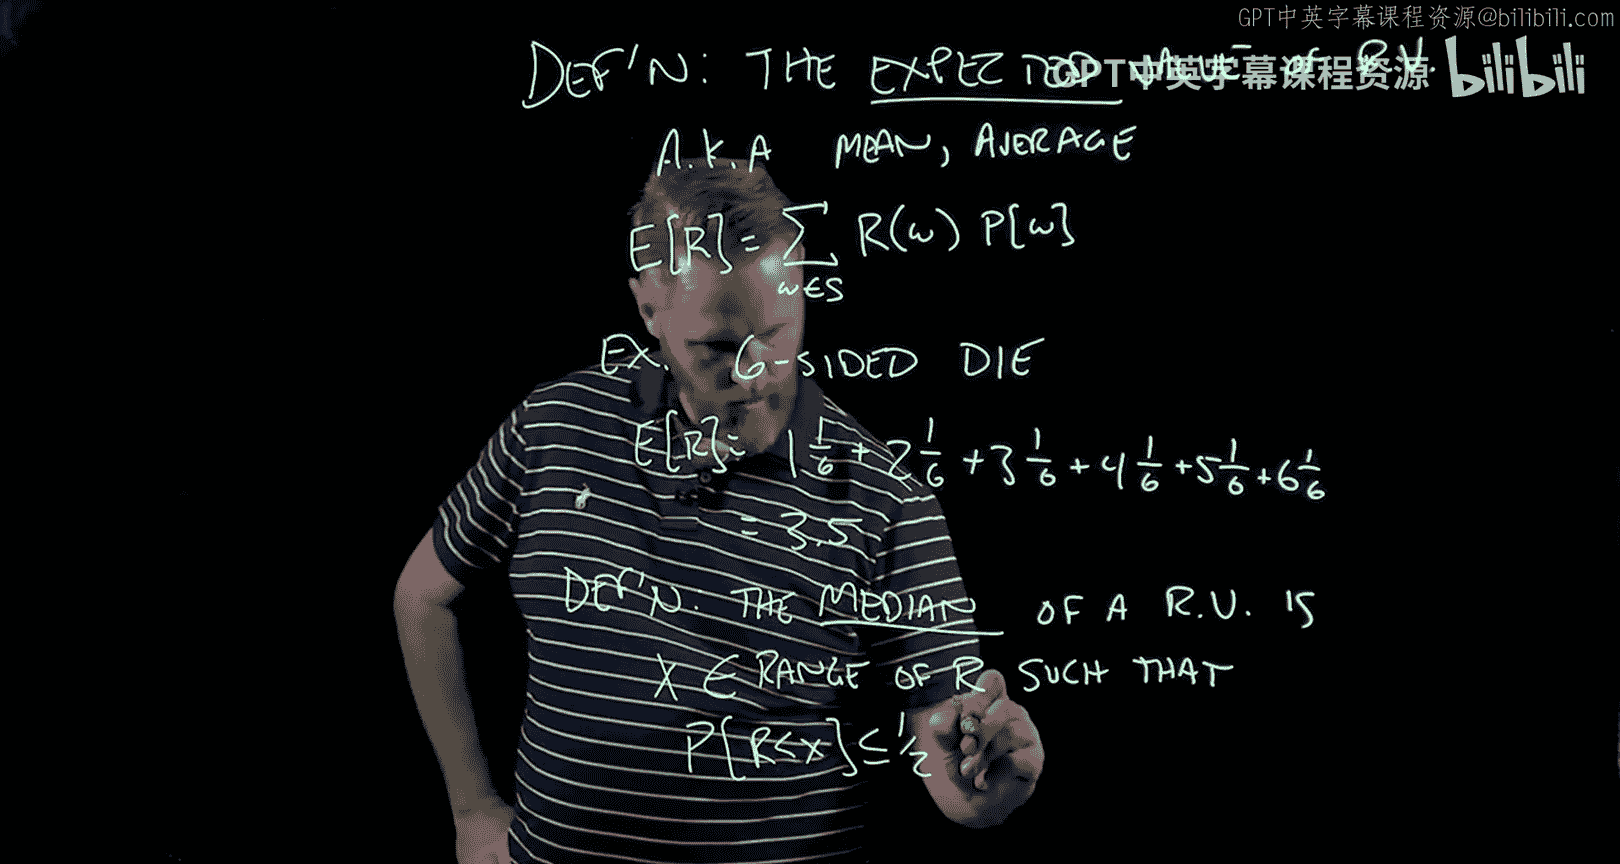 GPT中英字幕课程资源@bilibili.com
DEF'N: THE EXPECTED VALUE OF R.V.
GPT中英字幕课程资源 bilibili
A.K.A MEAN, AVERAGE
E[R] = ∑ R(ω) P[ω]
ω∈S
EX. 6-SIDED DIE
E[R] = 1 1/6 + 2 1/6 + 3 1/6 + 4 1/6 + 5 1/6 + 6 1/6
= 3.5
DEF'N. THE MEDIAN OF A R.V. IS
X ∈ RANGE OF R SUCH THAT
P[R<x] ≤ 1/2